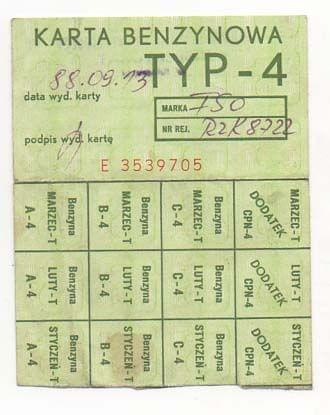 KARTA BENZYNOWA
88.09.13
TYP-4
data wyd. karty
MARKA FSO
NR REJ. RZK8722
podpis wyd. kartę
E 3539705
Benzyna MARZEC-T A-4
Benzyna MARZEC-T B-4
Benzyna MARZEC-T C-4
MARZEC-T DODATEK CPN-4
Benzyna LUTY-T A-4
Benzyna LUTY-T B-4
Benzyna LUTY-T C-4
LUTY-T DODATEK CPN-4
Benzyna STYCZEŃ-T A-4
Benzyna STYCZEŃ-T B-4
Benzyna STYCZEŃ-T C-4
STYCZEŃ-T DODATEK CPN-4